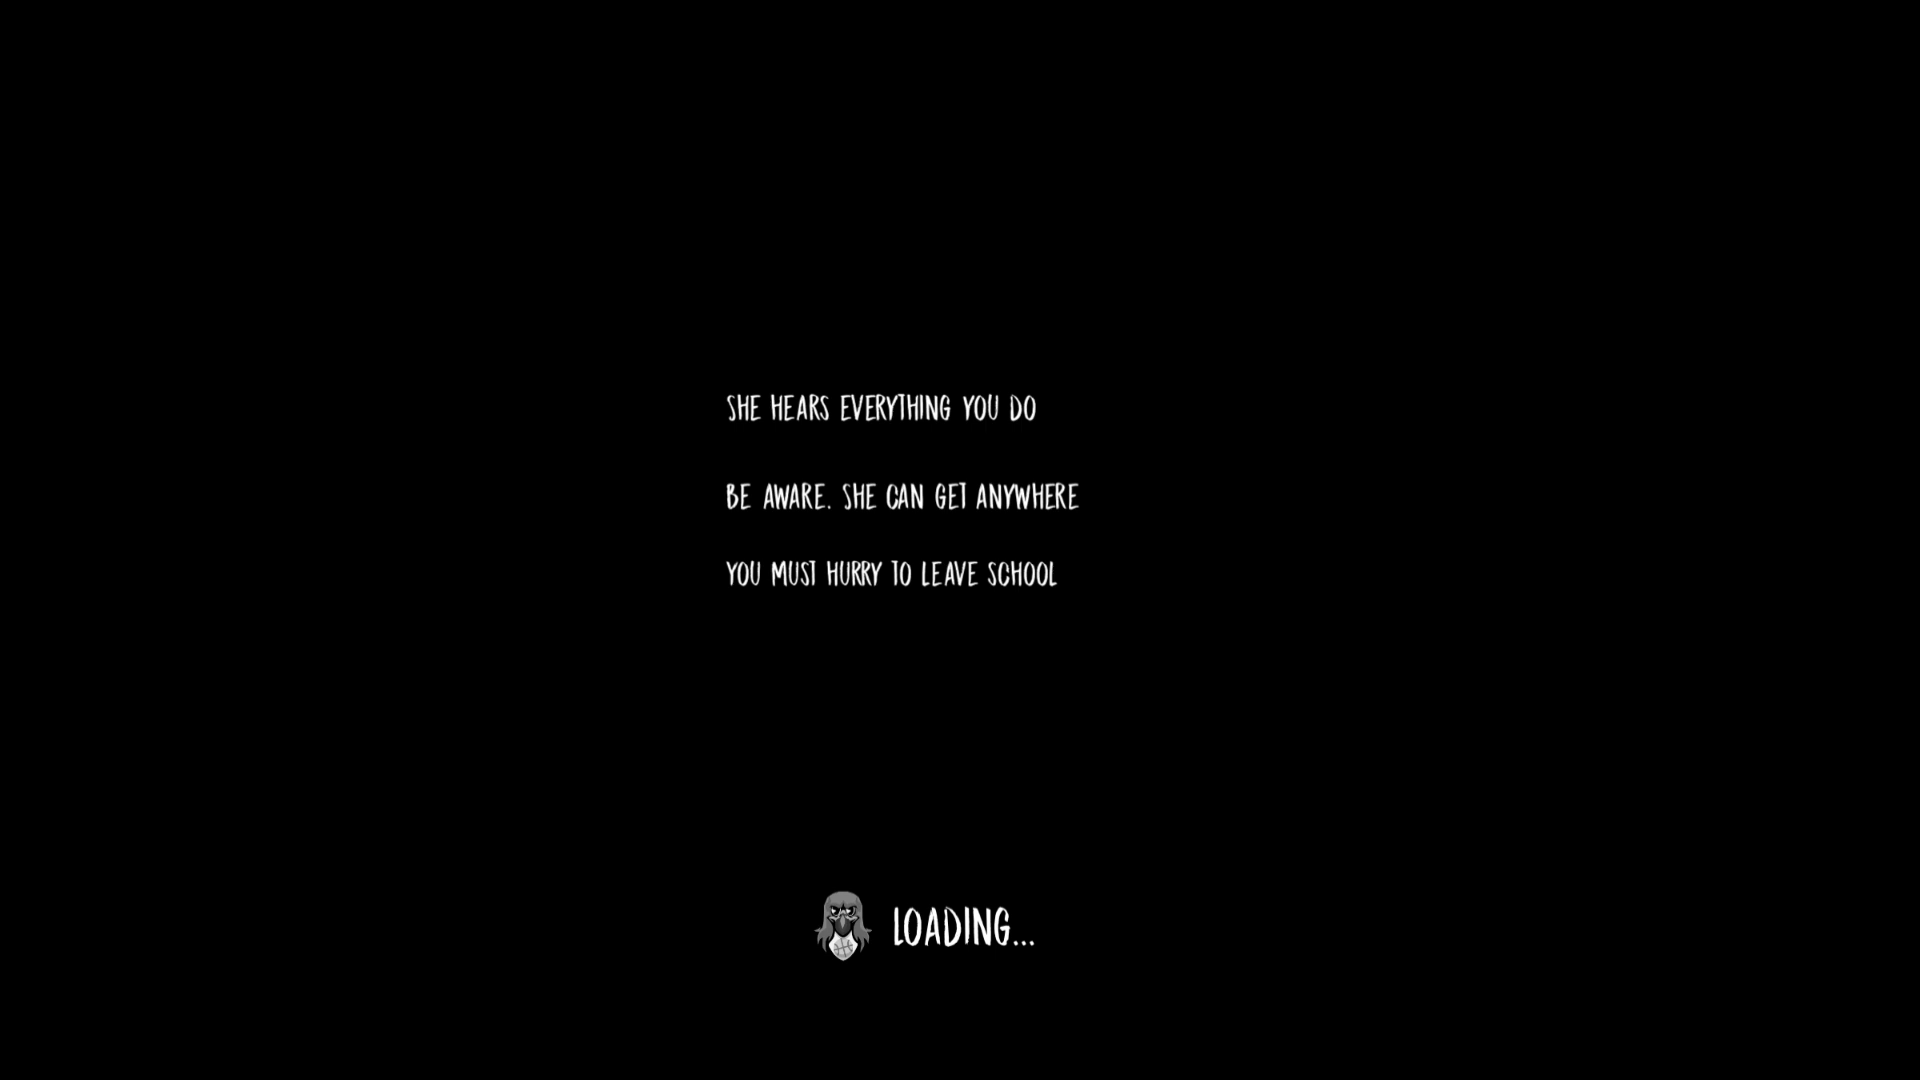 SHE HEARS EVERYTHING YOU DO
BE AWARE. SHE CAN GET ANYWHERE
YOU MUST HURRY TO LEAVE SCHOOL
LOADING...